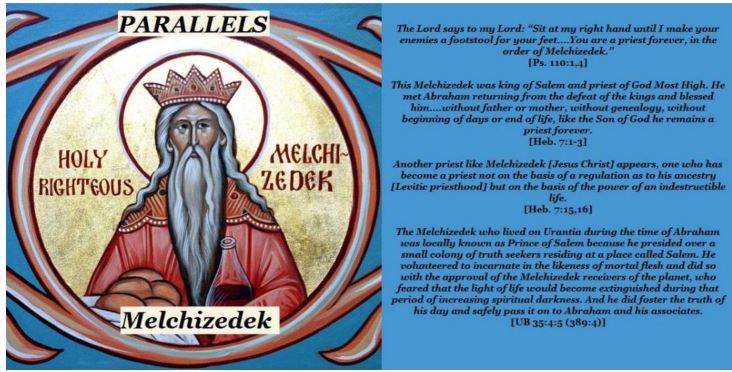 PARALLELS
HOLY
RIGHTEOUS
MELCHI-
ZEDEK
Melchizedek
The Lord says to my Lord: “Sit at my right hand until I make your
enemies a footstool for your feet....You are a priest forever, in the
order of Melchizedek.”
[Ps. 110:1,4]
This Melchizedek was king of Salem and priest of God Most High. He
met Abraham returning from the defeat of the kings and blessed
him....without father or mother, without genealogy, without
beginning of days or end of life, like the Son of God he remains a
priest forever.
[Heb. 7:1-3]
Another priest like Melchizedek [Jesus Christ] appears, one who has
become a priest not on the basis of a regulation as to his ancestry
[Levitic priesthood] but on the basis of the power of an indestructible
life.
[Heb. 7:15,16]
The Melchizedek who lived on Urantia during the time of Abraham
was locally known as Prince of Salem because he presided over a
small colony of truth seekers residing at a place called Salem. He
volunteered to incarnate in the likeness of mortal flesh and did so
with the approval of the Melchizedek receivers of the planet, who
feared that the light of life would become extinguished during that
period of increasing spiritual darkness. And he did foster the truth of
his day and safely pass it on to Abraham and his associates.
[UB 35:4:5 (389:4)]